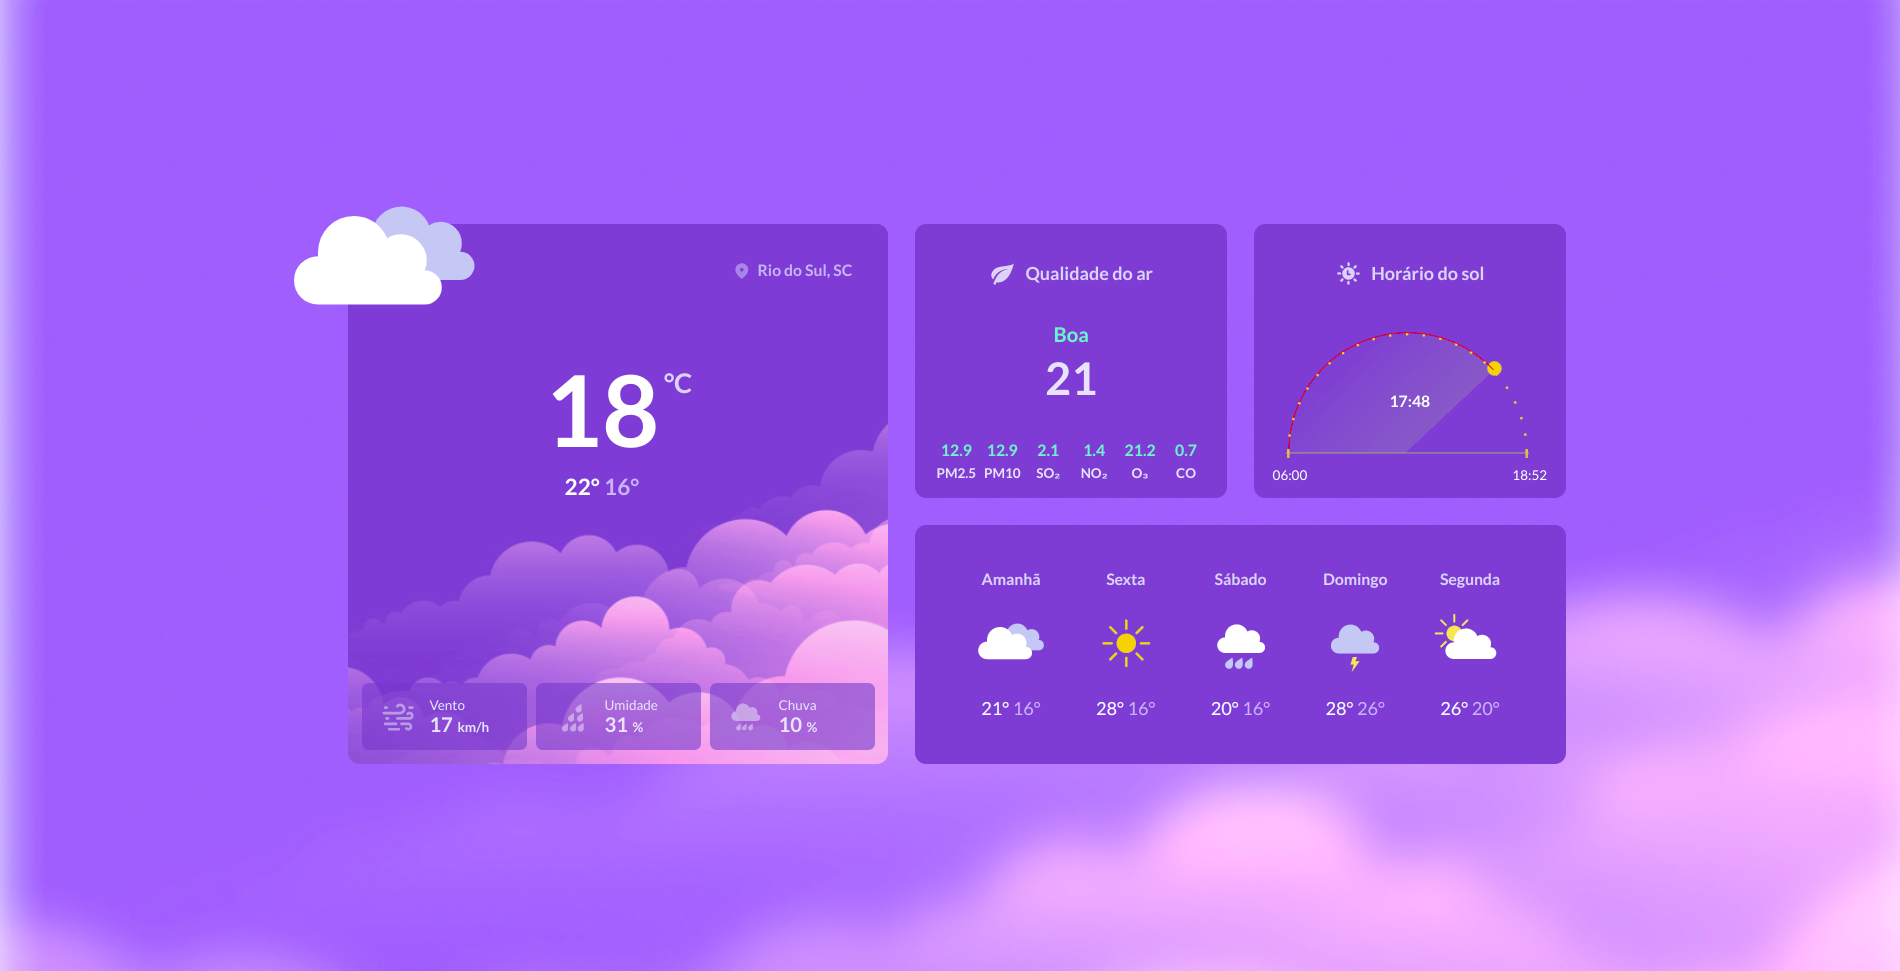 Rio do Sul, SC
18 °C
22° 16°
Vento
17 km/h
Umidade
31 %
Chuva
10 %
Qualidade do ar
Boa
21
12.9 12.9 2.1 1.4 21.2 0.7
PM2.5 PM10 SO₂ NO₂ O₃ CO
Horário do sol
17:48
06:00 18:52
Amanhã Sexta Sábado Domingo Segunda
21° 16° 28° 16° 20° 16° 28° 26° 26° 20°